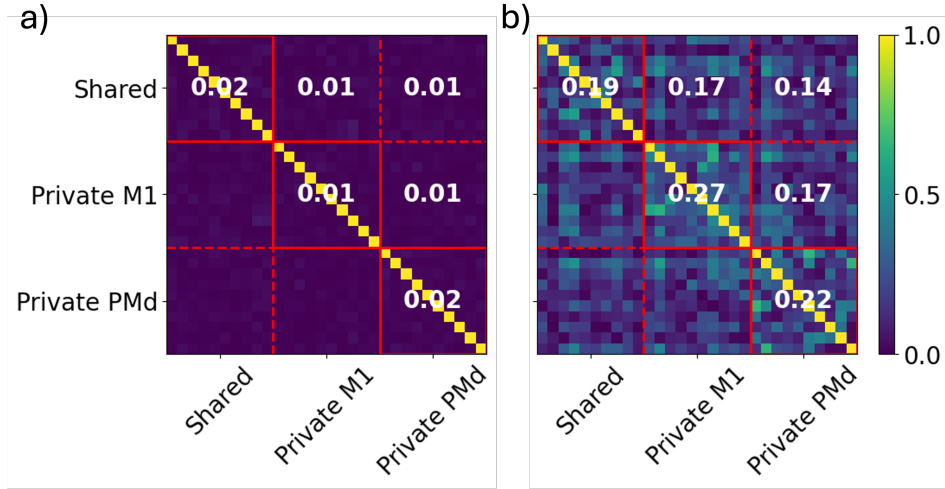 a)
b)
Shared
Private M1
Private PMd
0.02
0.01
0.01
0.01
0.01
0.02
Shared
Private M1
Private PMd
0.19
0.17
0.14
0.27
0.17
0.22
Shared
Private M1
Private PMd
1.0
0.5
0.0